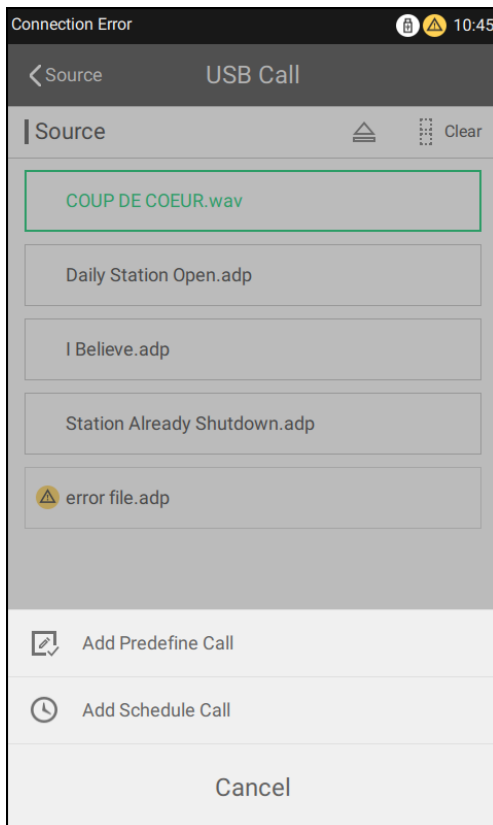 Connection Error 10:45
Source USB Call
Source Clear
COUP DE COEUR.wav
Daily Station Open.adp
I Believe.adp
Station Already Shutdown.adp
error file.adp
Add Predefine Call
Add Schedule Call
Cancel